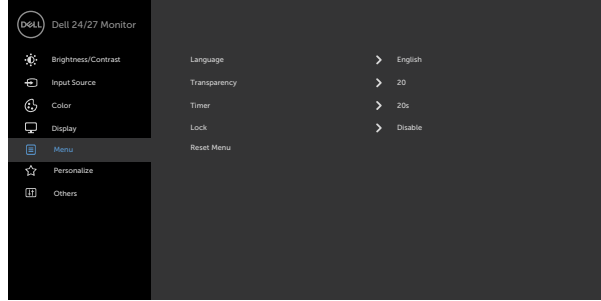 DELL Dell 24/27 Monitor
Brightness/Contrast
Input Source
Color
Display
Menu
Personalize
Others
Language English
Transparency 20
Timer 20s
Lock Disable
Reset Menu